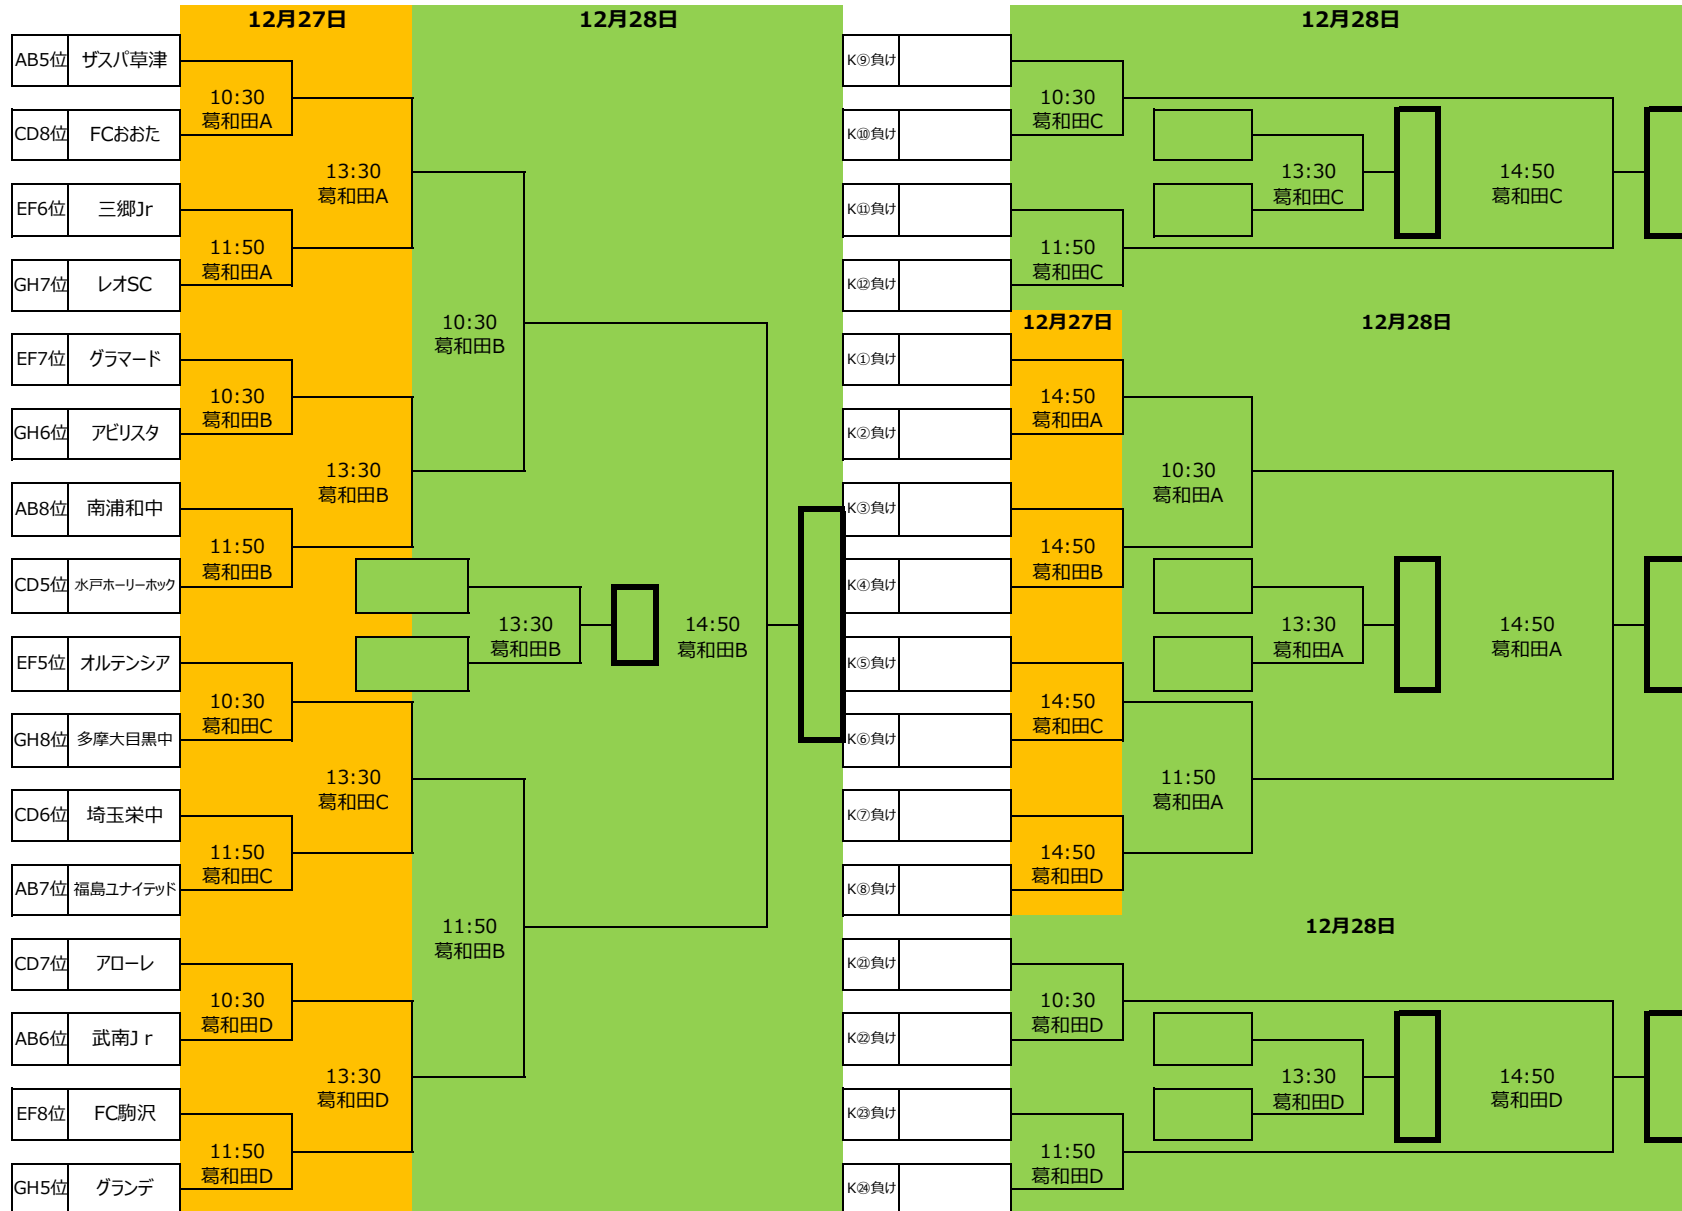 12月27日
12月28日
12月28日
AB5位 ザスパ草津
K⑨負け
10:30
葛和田A
10:30
葛和田C
CD8位 FCおおた
K⑩負け
13:30
葛和田A
13:30
葛和田C
14:50
葛和田C
EF6位 三郷Jr
K⑪負け
11:50
葛和田A
11:50
葛和田C
GH7位 レオSC
K⑫負け
10:30
葛和田B
12月27日
12月28日
EF7位 グラマード
K①負け
10:30
葛和田B
14:50
葛和田A
GH6位 アビリスタ
K②負け
13:30
葛和田B
10:30
葛和田A
AB8位 南浦和中
K③負け
11:50
葛和田B
14:50
葛和田B
CD5位 水戸ホーリーホック
K④負け
13:30
葛和田B
14:50
葛和田B
13:30
葛和田A
14:50
葛和田A
EF5位 オルテンシア
K⑤負け
10:30
葛和田C
14:50
葛和田C
GH8位 多摩大目黒中
K⑥負け
13:30
葛和田C
11:50
葛和田A
CD6位 埼玉栄中
K⑦負け
11:50
葛和田C
14:50
葛和田D
AB7位 福島ユナイテッド
K⑧負け
11:50
葛和田B
12月28日
CD7位 アローレ
K㉑負け
10:30
葛和田D
10:30
葛和田D
AB6位 武南Jr
K㉒負け
13:30
葛和田D
13:30
葛和田D
14:50
葛和田D
EF8位 FC駒沢
K㉓負け
11:50
葛和田D
11:50
葛和田D
GH5位 グランデ
K㉔負け